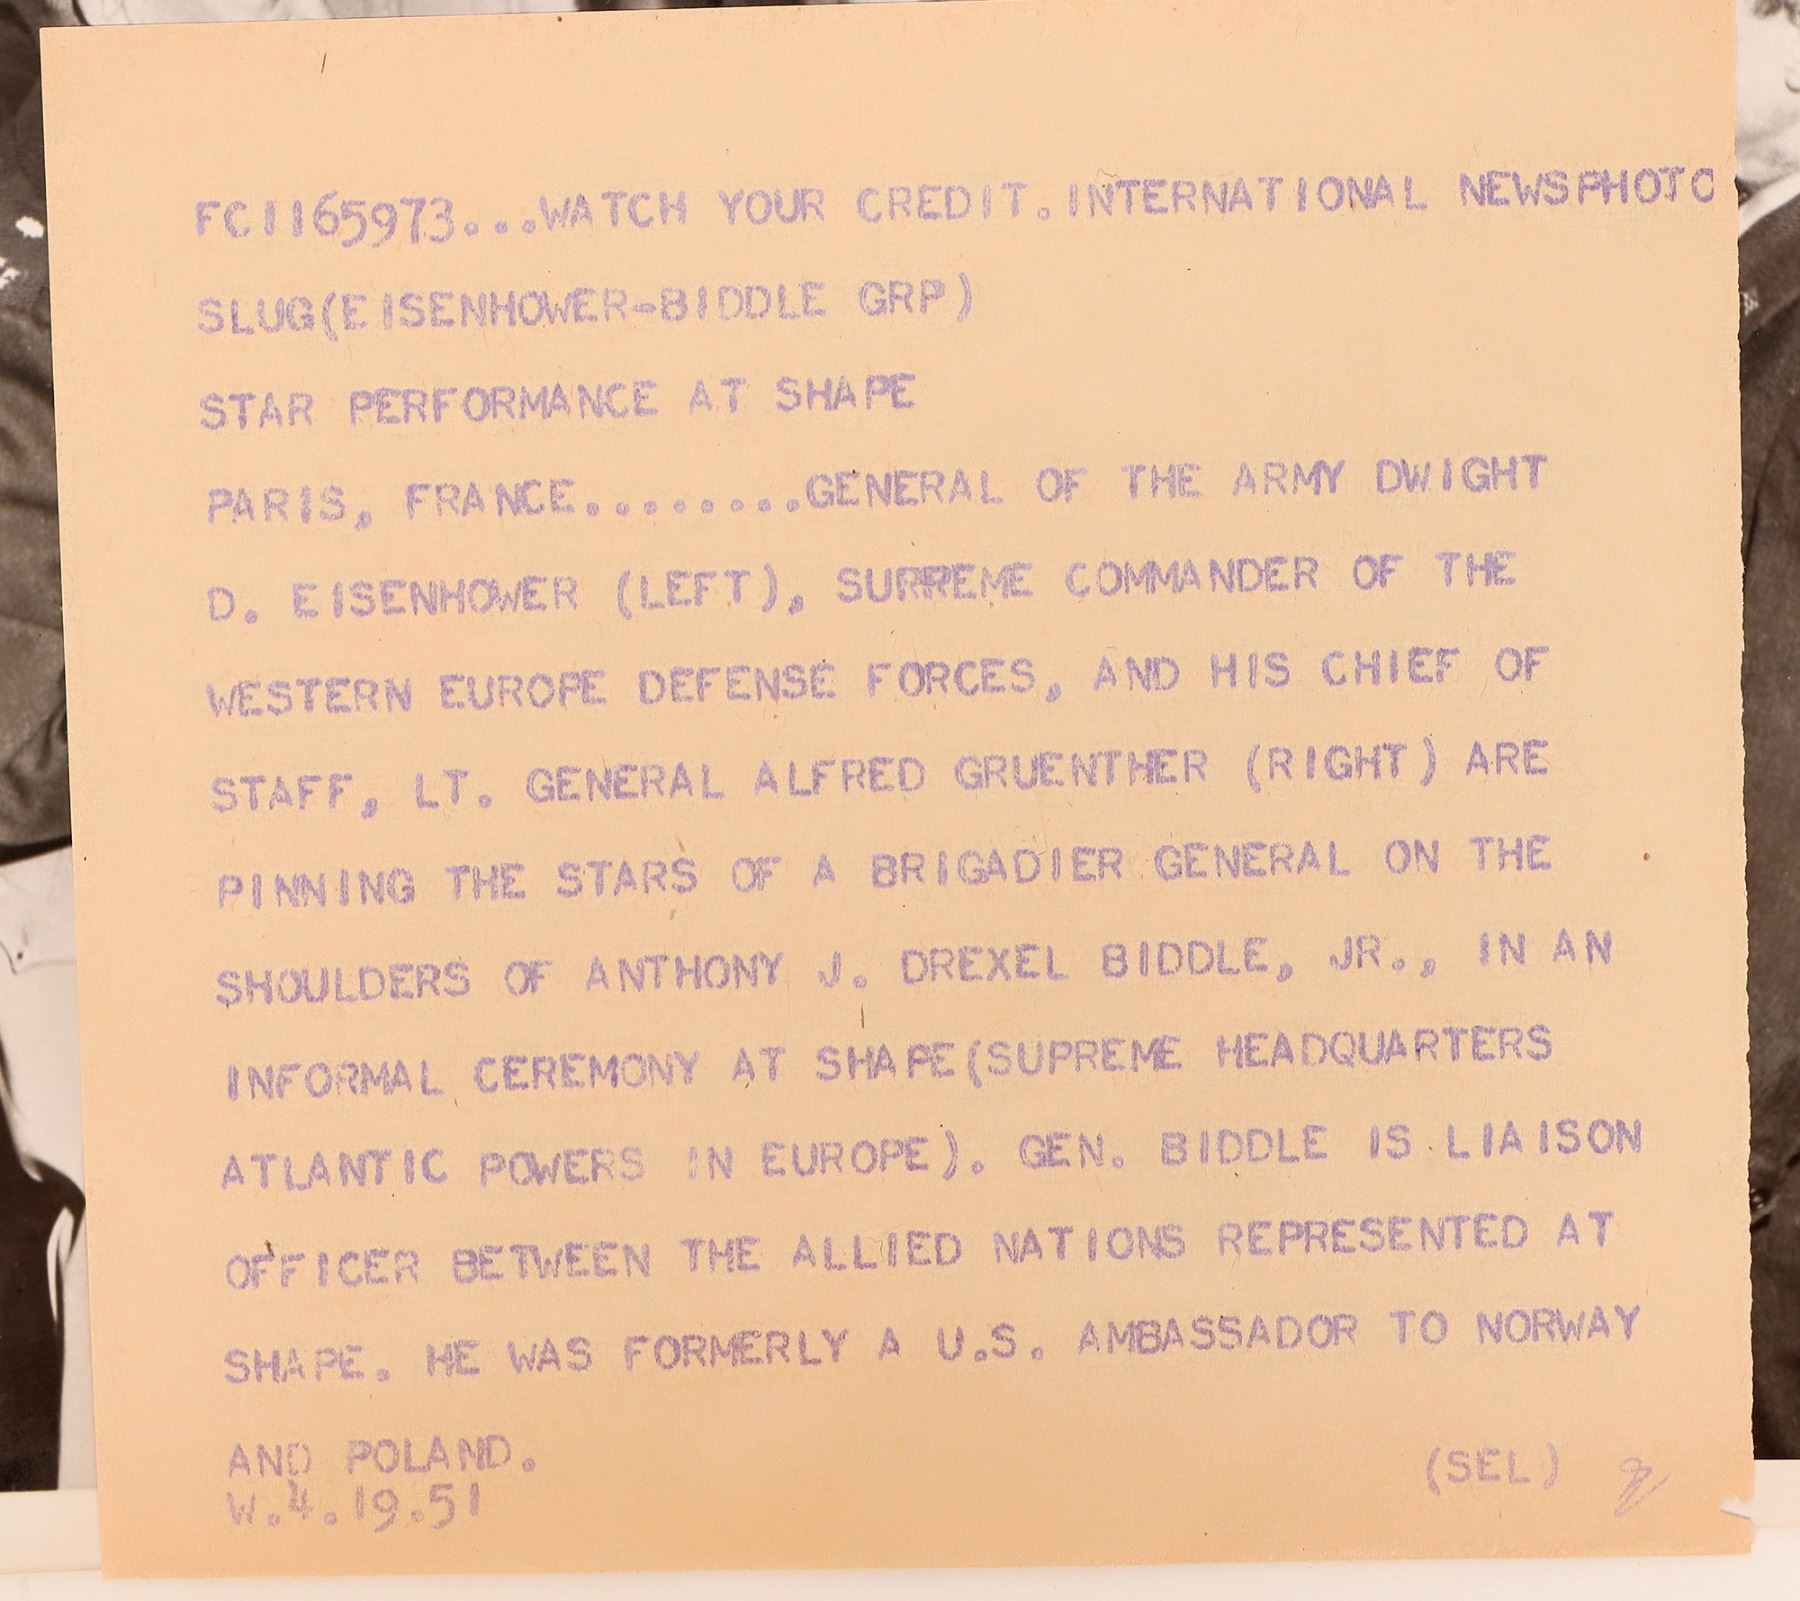 FC1165973...WATCH YOUR CREDIT.INTERNATIONAL NEWSPHOTO
SLUG(EISENHOWER-BIDDLE GRP)
STAR PERFORMANCE AT SHAPE
PARIS, FRANCE........GENERAL OF THE ARMY DWIGHT
D. EISENHOWER (LEFT), SUPREME COMMANDER OF THE
WESTERN EUROPE DEFENSE FORCES, AND HIS CHIEF OF
STAFF, LT. GENERAL ALFRED GRUENTHER (RIGHT) ARE
PINNING THE STARS OF A BRIGADIER GENERAL ON THE
SHOULDERS OF ANTHONY J. DREXEL BIDDLE, JR., IN AN
INFORMAL CEREMONY AT SHAPE(SUPREME HEADQUARTERS
ATLANTIC POWERS IN EUROPE). GEN. BIDDLE IS LIAISON
OFFICER BETWEEN THE ALLIED NATIONS REPRESENTED AT
SHAPE. HE WAS FORMERLY A U.S. AMBASSADOR TO NORWAY
AND POLAND. (SEL)
W.4.19.51